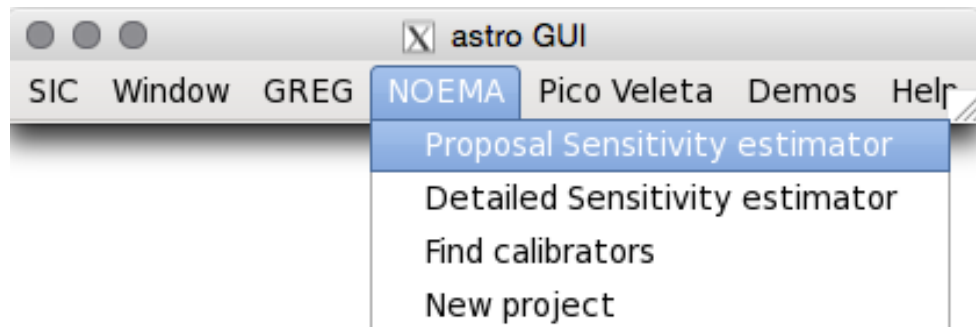 astro GUI
SIC Window GREG NOEMA Pico Veleta Demos Help
Proposal Sensitivity estimator
Detailed Sensitivity estimator
Find calibrators
New project